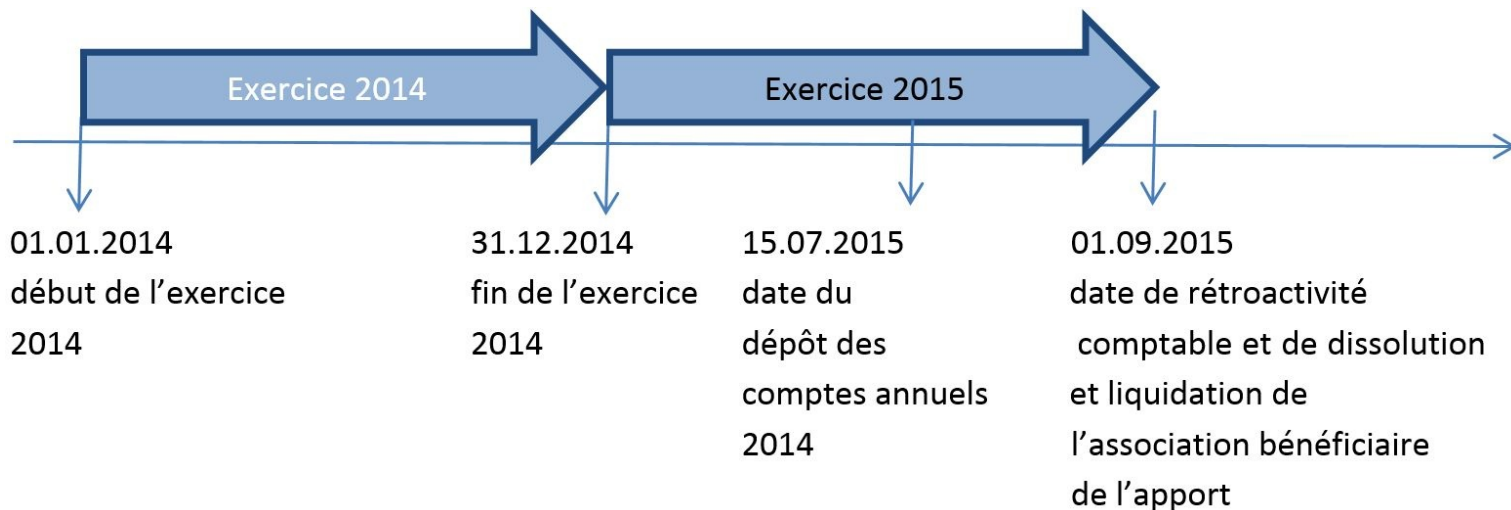 Exercice 2014
Exercice 2015
01.01.2014
début de l’exercice
2014
31.12.2014
fin de l’exercice
2014
15.07.2015
date du
dépôt des
comptes annuels
2014
01.09.2015
date de rétroactivité
comptable et de dissolution
et liquidation de
l’association bénéficiaire
de l’apport